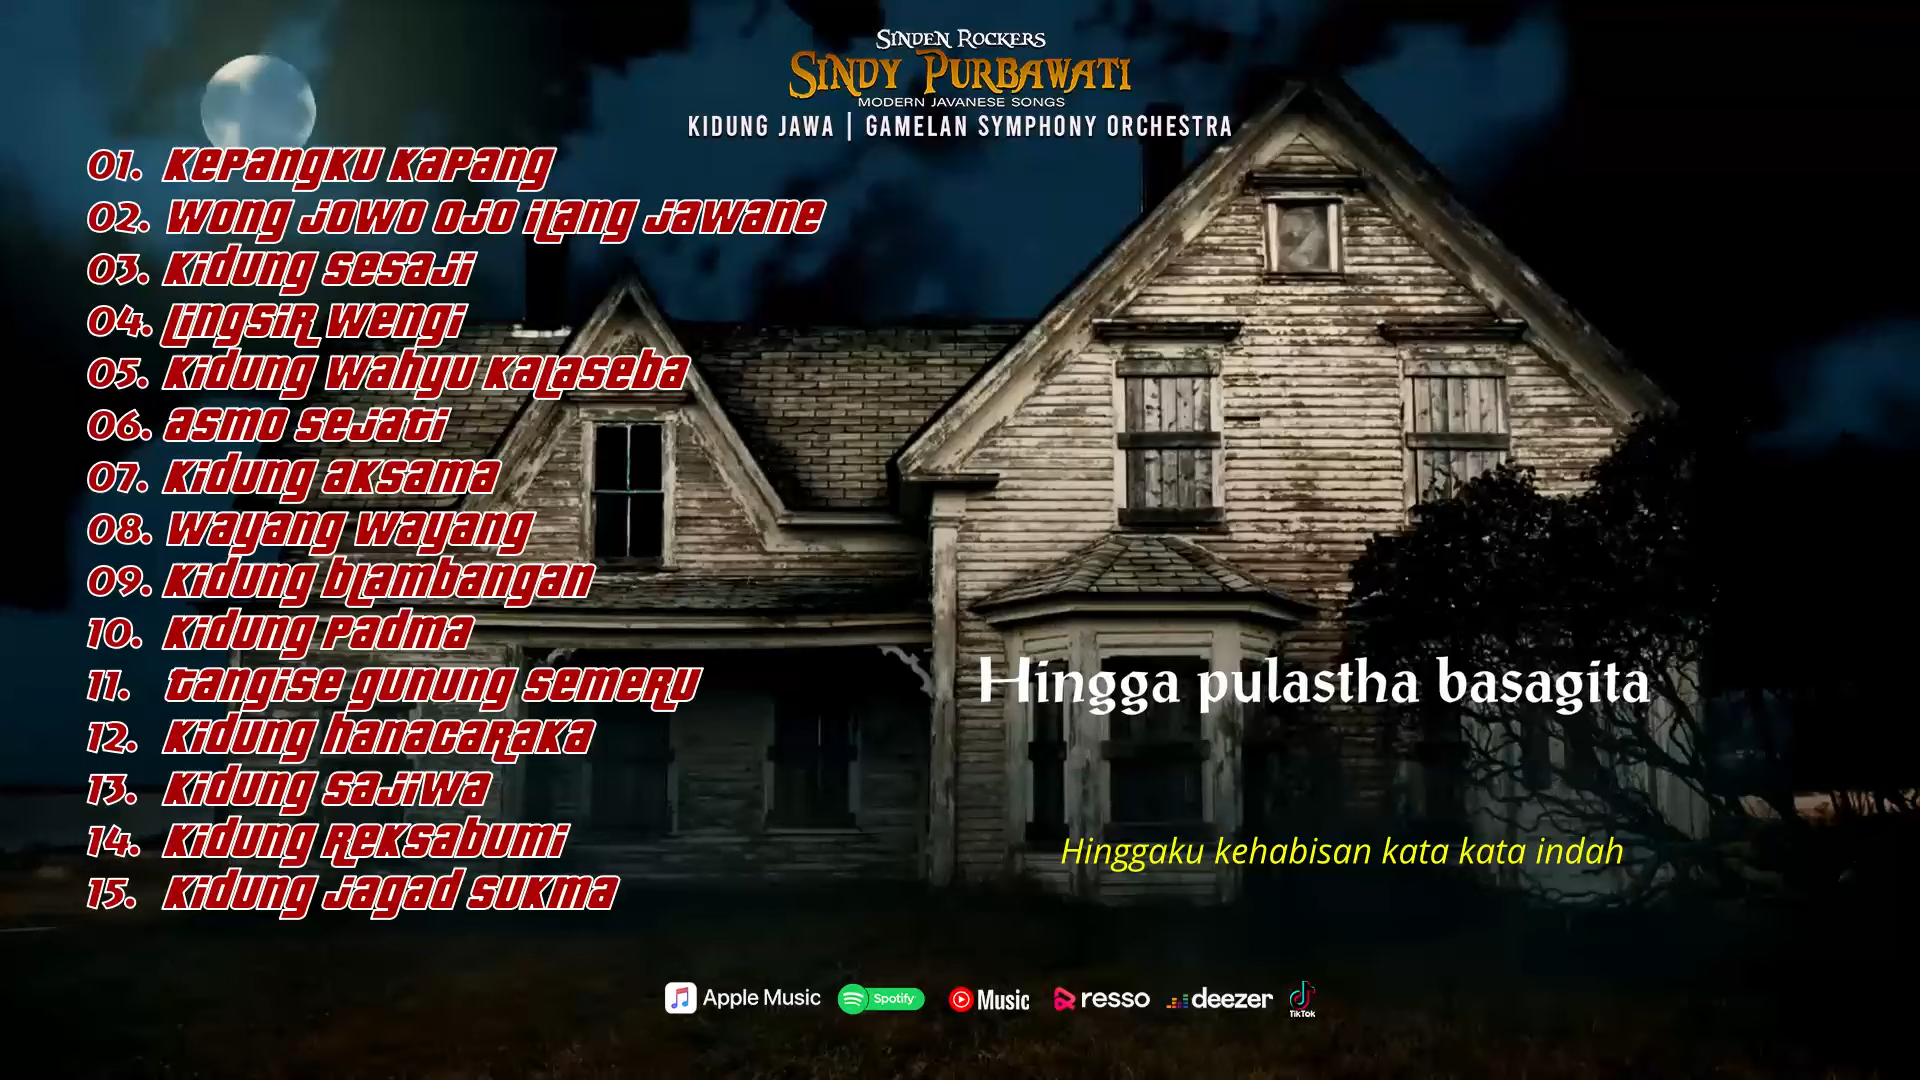 SINDEN ROCKERS
SINDY PURBAWATI
MODERN JAVANESE SONGS
KIDUNG JAWA | GAMELAN SYMPHONY ORCHESTRA
01. Kepangku Kapang
02. Wong Jowo Ojo Ilang Jawane
03. Kidung Sesaji
04. Lingsir Wengi
05. Kidung Wahyu Kalaseba
06. Asmo Sejati
07. Kidung Aksama
08. Wayang Wayang
09. Kidung Blambangan
10. Kidung Padma
11. Tangise Gunung Semeru
12. Kidung Hanacaraka
13. Kidung Sajiwa
14. Kidung Reksabumi
15. Kidung Jagad Sukma
Hingga pulastha basagita
Hinggaku kehabisan kata kata indah
Apple Music Spotify Music resso deezer TikTok